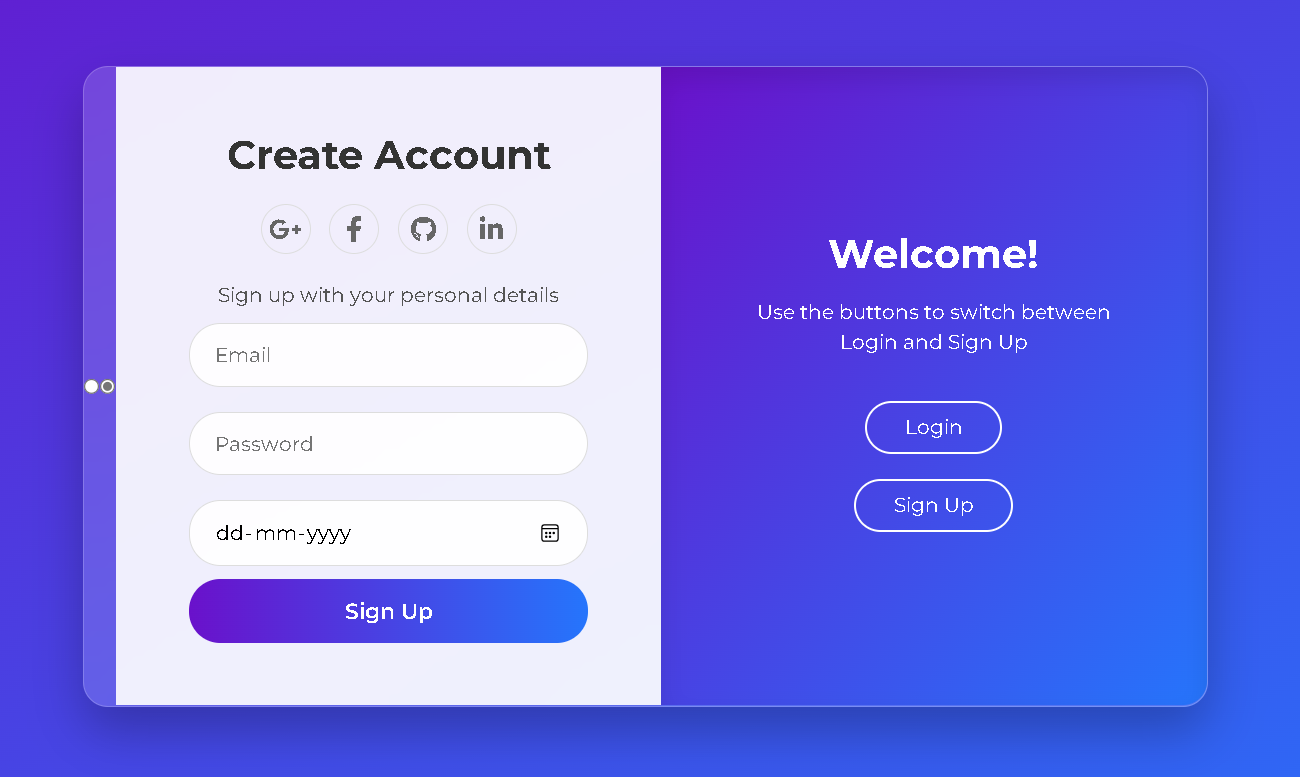 Create Account
G+ f in
Sign up with your personal details
Email
Password
dd-mm-yyyy
Sign Up
Welcome!
Use the buttons to switch between
Login and Sign Up
Login
Sign Up